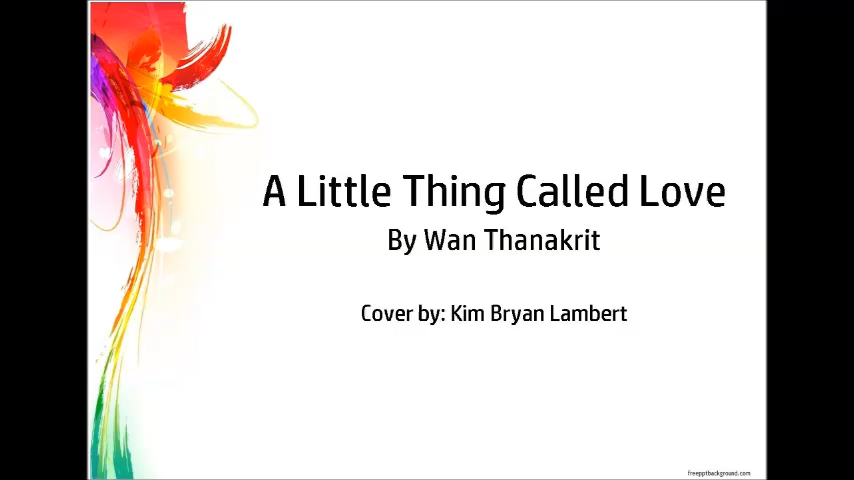 A Little Thing Called Love
By Wan Thanakrit
Cover by: Kim Bryan Lambert
freepptbackground.com